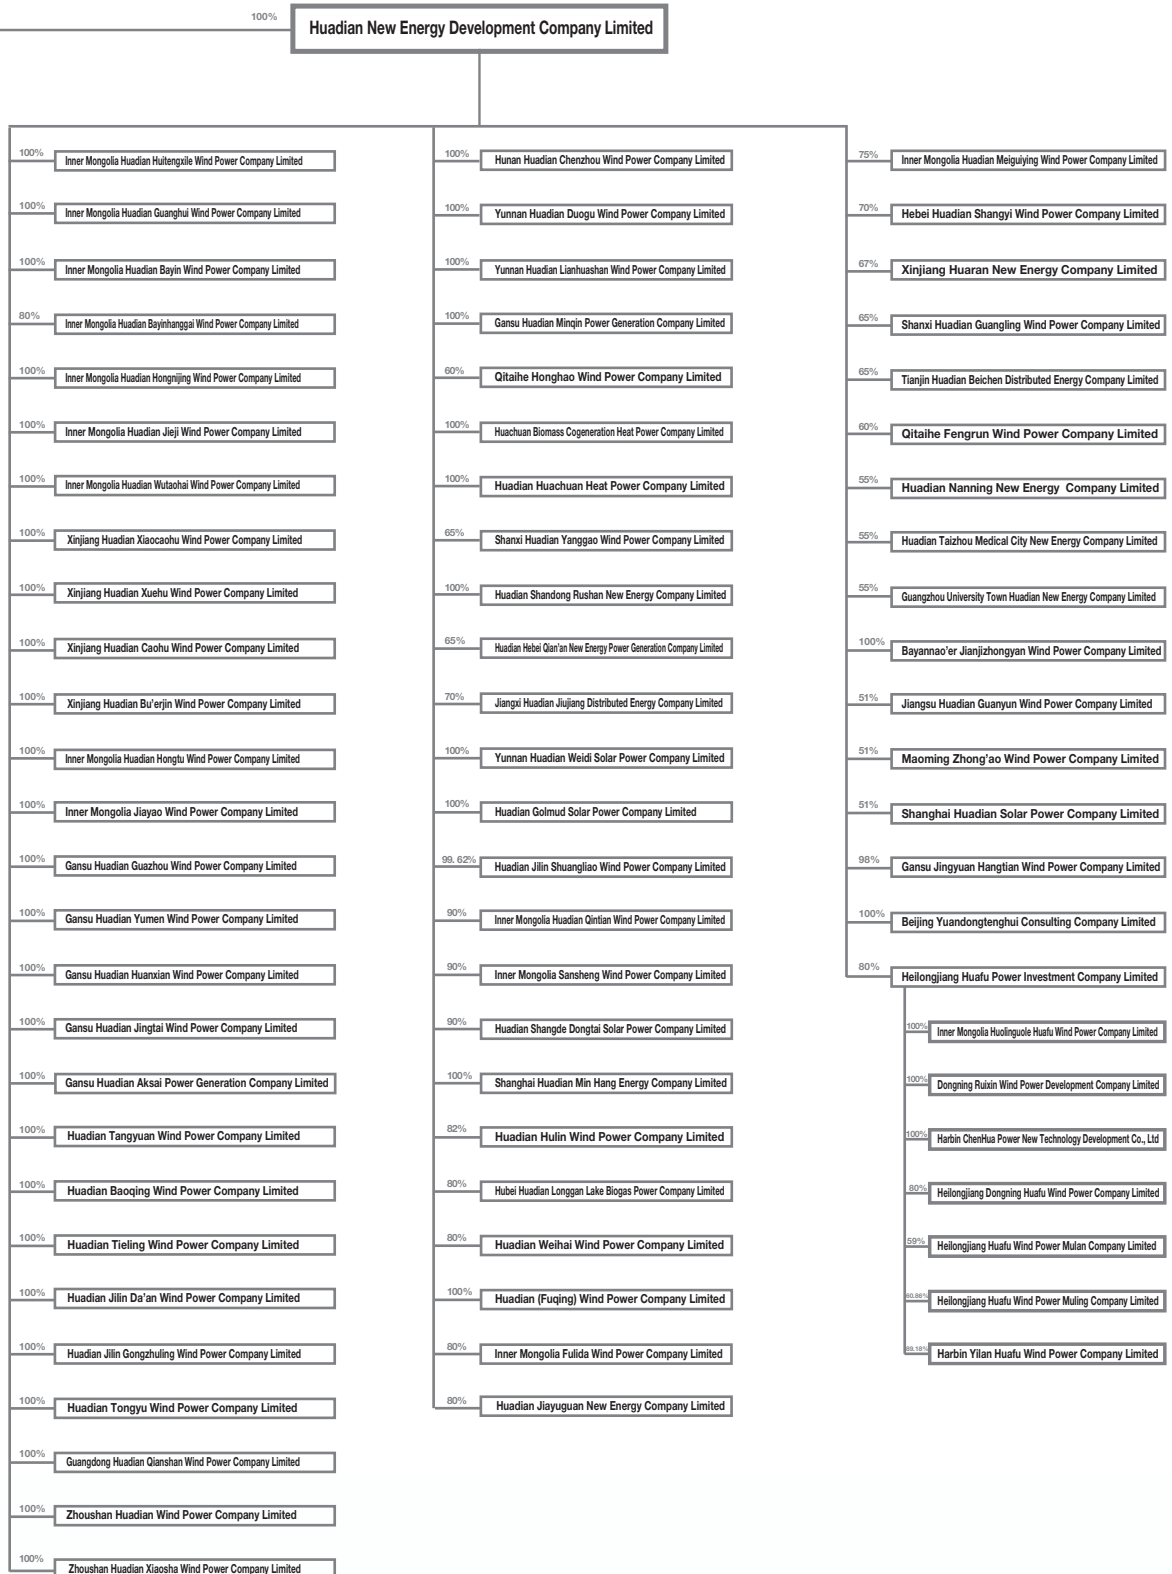 100%
Huadian New Energy Development Company Limited
100%
Inner Mongolia Huadian Huitengxile Wind Power Company Limited
100%
Inner Mongolia Huadian Guanghui Wind Power Company Limited
100%
Inner Mongolia Huadian Bayin Wind Power Company Limited
80%
Inner Mongolia Huadian Bayinhanggai Wind Power Company Limited
100%
Inner Mongolia Huadian Hongnijing Wind Power Company Limited
100%
Inner Mongolia Huadian Jieji Wind Power Company Limited
100%
Inner Mongolia Huadian Wutaohai Wind Power Company Limited
100%
Xinjiang Huadian Xiaocaohu Wind Power Company Limited
100%
Xinjiang Huadian Xuehu Wind Power Company Limited
100%
Xinjiang Huadian Caohu Wind Power Company Limited
100%
Xinjiang Huadian Bu'erjin Wind Power Company Limited
100%
Inner Mongolia Huadian Hongtu Wind Power Company Limited
100%
Inner Mongolia Jiayao Wind Power Company Limited
100%
Gansu Huadian Guazhou Wind Power Company Limited
100%
Gansu Huadian Yumen Wind Power Company Limited
100%
Gansu Huadian Huanxian Wind Power Company Limited
100%
Gansu Huadian Jingtai Wind Power Company Limited
100%
Gansu Huadian Aksai Power Generation Company Limited
100%
Huadian Tangyuan Wind Power Company Limited
100%
Huadian Baoqing Wind Power Company Limited
100%
Huadian Tieling Wind Power Company Limited
100%
Huadian Jilin Da'an Wind Power Company Limited
100%
Huadian Jilin Gongzhuling Wind Power Company Limited
100%
Huadian Tongyu Wind Power Company Limited
100%
Guangdong Huadian Qianshan Wind Power Company Limited
100%
Zhoushan Huadian Wind Power Company Limited
100%
Zhoushan Huadian Xiaosha Wind Power Company Limited
100%
Hunan Huadian Chenzhou Wind Power Company Limited
100%
Yunnan Huadian Duogu Wind Power Company Limited
100%
Yunnan Huadian Lianhuashan Wind Power Company Limited
100%
Gansu Huadian Minqin Power Generation Company Limited
60%
Qitaihe Honghao Wind Power Company Limited
100%
Huachuan Biomass Cogeneration Heat Power Company Limited
100%
Huadian Huachuan Heat Power Company Limited
65%
Shanxi Huadian Yanggao Wind Power Company Limited
100%
Huadian Shandong Rushan New Energy Company Limited
65%
Huadian Hebei Qian'an New Energy Power Generation Company Limited
70%
Jiangxi Huadian Jiujiang Distributed Energy Company Limited
100%
Yunnan Huadian Weidi Solar Power Company Limited
100%
Huadian Golmud Solar Power Company Limited
99.62%
Huadian Jilin Shuangliao Wind Power Company Limited
90%
Inner Mongolia Huadian Qintian Wind Power Company Limited
90%
Inner Mongolia Sansheng Wind Power Company Limited
90%
Huadian Shangde Dongtai Solar Power Company Limited
100%
Shanghai Huadian Min Hang Energy Company Limited
82%
Huadian Hulin Wind Power Company Limited
80%
Hubei Huadian Longgan Lake Biogas Power Company Limited
80%
Huadian Weihai Wind Power Company Limited
100%
Huadian (Fuqing) Wind Power Company Limited
80%
Inner Mongolia Fulida Wind Power Company Limited
80%
Huadian Jiayuguan New Energy Company Limited
75%
Inner Mongolia Huadian Meiguiying Wind Power Company Limited
70%
Hebei Huadian Shangyi Wind Power Company Limited
67%
Xinjiang Huaran New Energy Company Limited
65%
Shanxi Huadian Guangling Wind Power Company Limited
65%
Tianjin Huadian Beichen Distributed Energy Company Limited
60%
Qitaihe Fengrun Wind Power Company Limited
55%
Huadian Nanning New Energy Company Limited
55%
Huadian Taizhou Medical City New Energy Company Limited
55%
Guangzhou University Town Huadian New Energy Company Limited
100%
Bayannao'er Jianjizhongyan Wind Power Company Limited
51%
Jiangsu Huadian Guanyun Wind Power Company Limited
51%
Maoming Zhong'ao Wind Power Company Limited
51%
Shanghai Huadian Solar Power Company Limited
98%
Gansu Jingyuan Hangtian Wind Power Company Limited
100%
Beijing Yuandongtenghui Consulting Company Limited
80%
Heilongjiang Huafu Power Investment Company Limited
100%
Inner Mongolia Huolinguole Huafu Wind Power Company Limited
100%
Dongning Ruixin Wind Power Development Company Limited
100%
Harbin ChenHua Power New Technology Development Co., Ltd
80%
Heilongjiang Dongning Huafu Wind Power Company Limited
59%
Heilongjiang Huafu Wind Power Mulan Company Limited
Heilongjiang Huafu Wind Power Muling Company Limited
Harbin Yilan Huafu Wind Power Company Limited